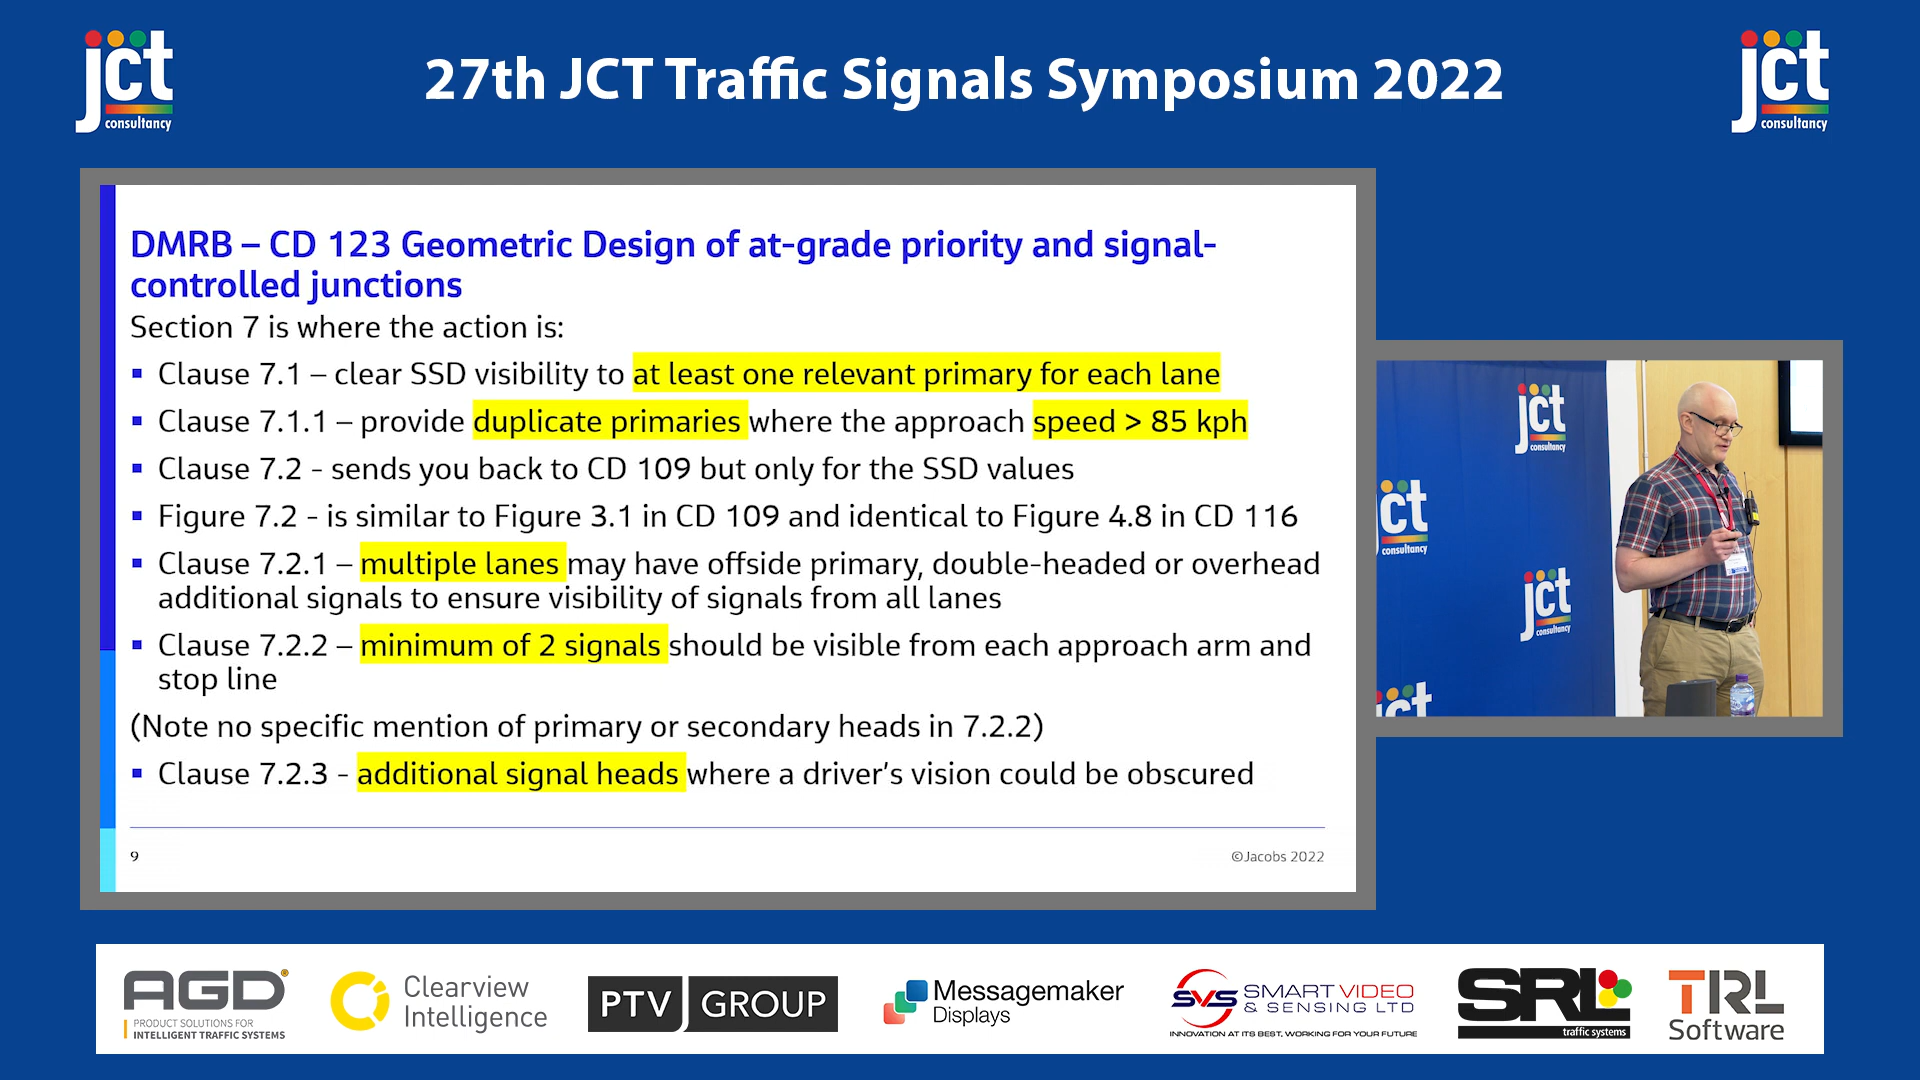 jct
consultancy
27th JCT Traffic Signals Symposium 2022
jct
consultancy
DMRB – CD 123 Geometric Design of at-grade priority and signal-
controlled junctions
Section 7 is where the action is:
▪ Clause 7.1 – clear SSD visibility to at least one relevant primary for each lane
▪ Clause 7.1.1 – provide duplicate primaries where the approach speed > 85 kph
▪ Clause 7.2 - sends you back to CD 109 but only for the SSD values
▪ Figure 7.2 - is similar to Figure 3.1 in CD 109 and identical to Figure 4.8 in CD 116
▪ Clause 7.2.1 – multiple lanes may have offside primary, double-headed or overhead
additional signals to ensure visibility of signals from all lanes
▪ Clause 7.2.2 – minimum of 2 signals should be visible from each approach arm and
stop line
(Note no specific mention of primary or secondary heads in 7.2.2)
▪ Clause 7.2.3 - additional signal heads where a driver's vision could be obscured
9
©Jacobs 2022
jct
consultancy
ct
consultancy
jct
consultancy
jct
AGD
PRODUCT SOLUTIONS FOR
INTELLIGENT TRAFFIC SYSTEMS
Clearview
Intelligence
PTV GROUP
Messagemaker
Displays
SVS SMART VIDEO
& SENSING LTD
INNOVATION AT ITS BEST, WORKING FOR YOUR FUTURE
SRL
traffic systems
TRL
Software